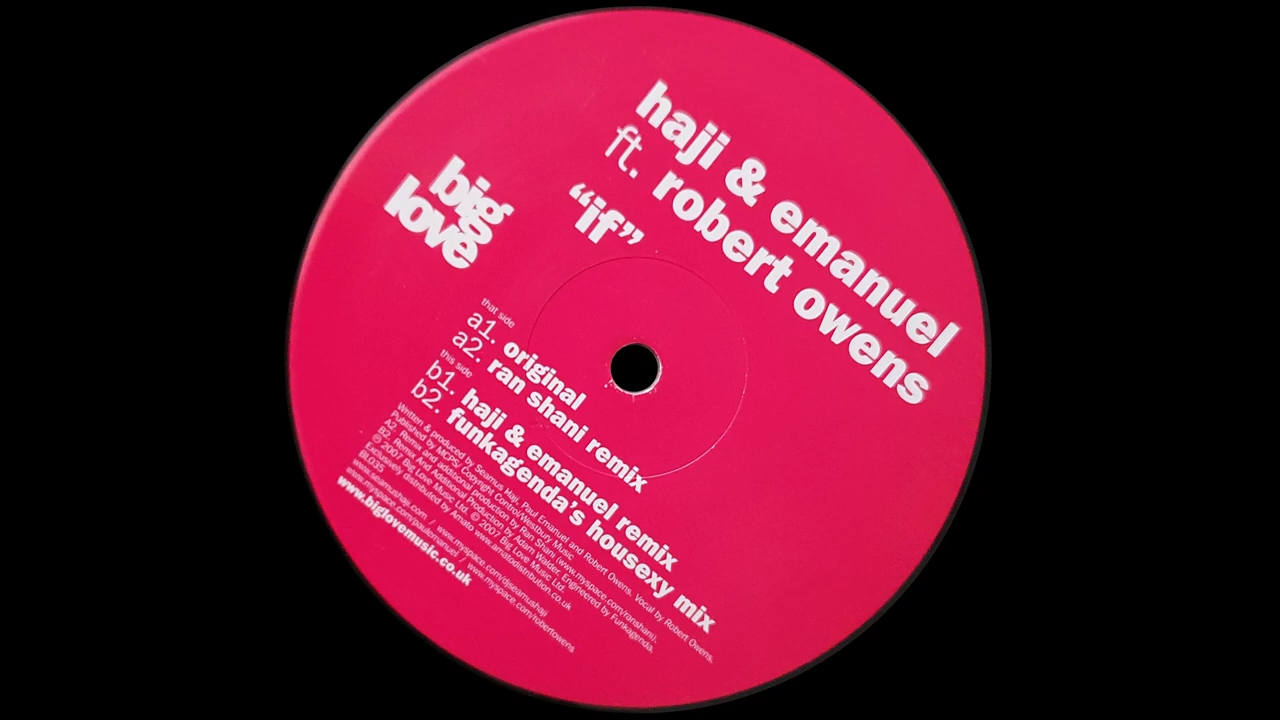 haji & emanuel
ft. robert owens
“if”
big
love
that side
a1. original
a2. ran shani remix
this side
b1. haji & emanuel remix
b2. funkagenda's housexy mix
Written & produced by Seamus Haji, Paul Emanuel and Robert Owens. Vocal by Robert Owens.
Published by MCPS/ Copyright Control/Westbury Music
A2. Remix and additional production by Ran Shani (www.myspace.com/ranshani).
B2. Remix And Additional Production by Adam Walder. Engineered by Funkagenda.
℗ 2007 Big Love Music Ltd. © 2007 Big Love Music Ltd.
Exclusively distributed by Amato www.amatodistribution.co.uk
BL035
www.seamushaji.com / www.myspace.com/djseamushaji
www.myspace.com/paulemanuel / www.myspace.com/robertowens
www.biglovemusic.co.uk